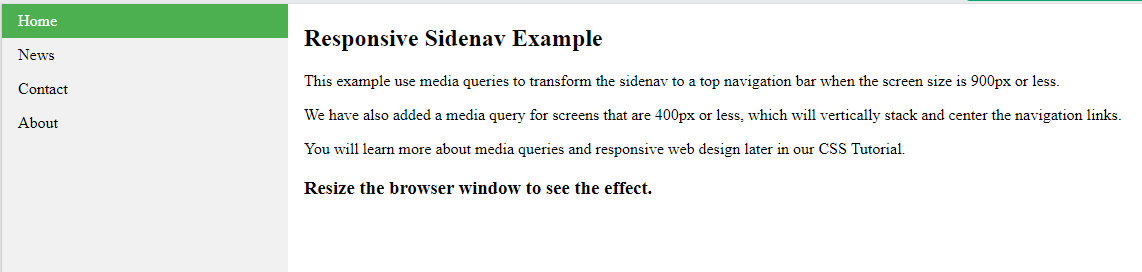 Home
News
Contact
About
Responsive Sidenav Example
This example use media queries to transform the sidenav to a top navigation bar when the screen size is 900px or less.
We have also added a media query for screens that are 400px or less, which will vertically stack and center the navigation links.
You will learn more about media queries and responsive web design later in our CSS Tutorial.
Resize the browser window to see the effect.